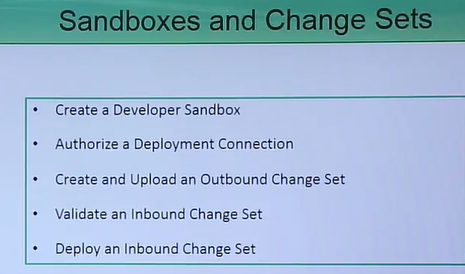 Sandboxes and Change Sets
• Create a Developer Sandbox
• Authorize a Deployment Connection
• Create and Upload an Outbound Change Set
• Validate an Inbound Change Set
• Deploy an Inbound Change Set